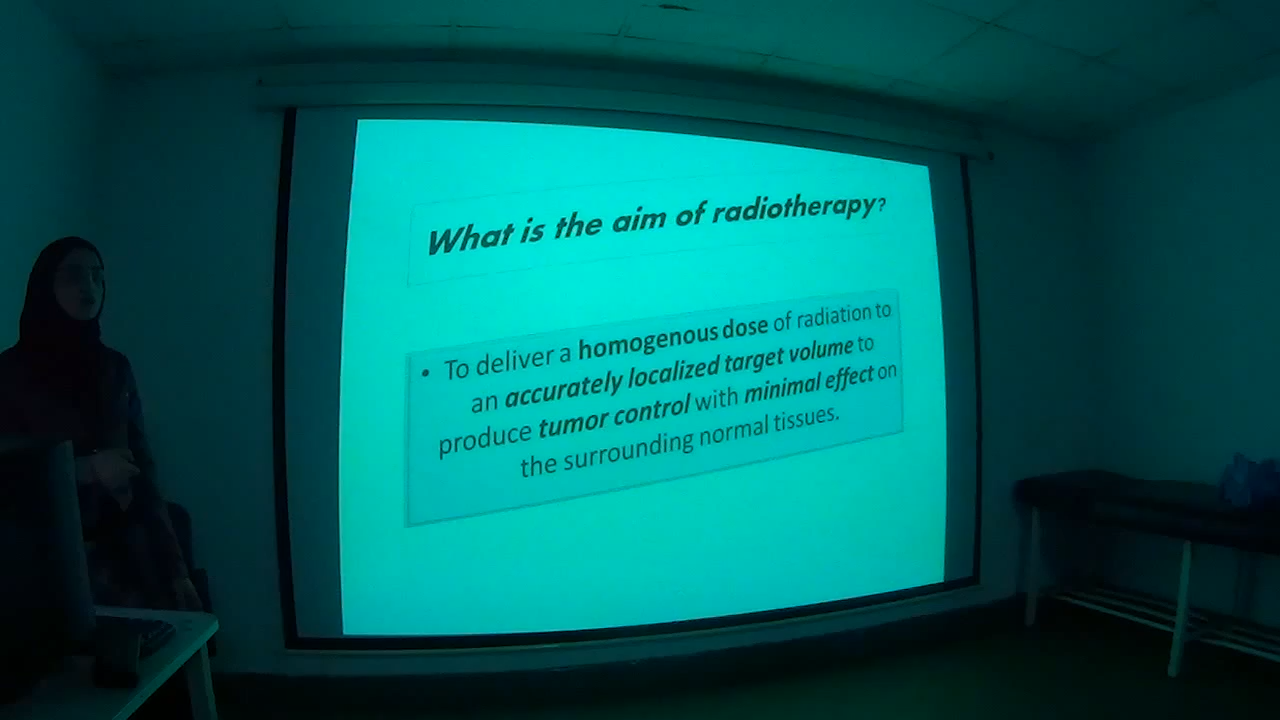 What is the aim of radiotherapy?
• To deliver a homogenous dose of radiation to
an accurately localized target volume to
produce tumor control with minimal effect on
the surrounding normal tissues.